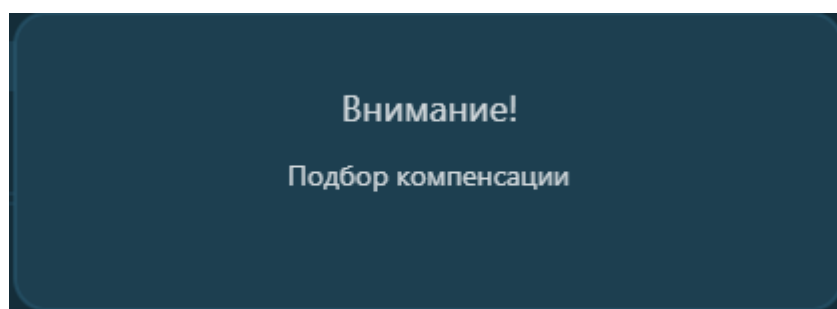 Внимание!
Подбор компенсации